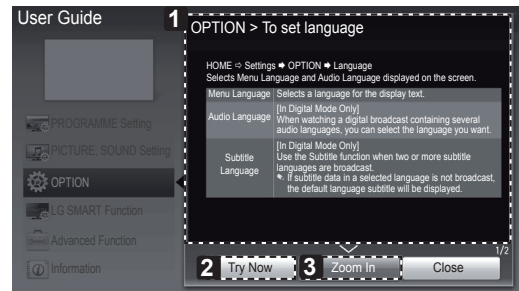 User Guide
1
OPTION > To set language
HOME ⇨ Settings ➡ OPTION ➡ Language
Selects Menu Language and Audio Language displayed on the screen.
Menu Language Selects a language for the display text.
Audio Language
[In Digital Mode Only]
When watching a digital broadcast containing several
audio languages, you can select the language you want.
Subtitle
Language
[In Digital Mode Only]
Use the Subtitle function when two or more subtitle
languages are broadcast.
If subtitle data in a selected language is not broadcast,
the default language subtitle will be displayed.
PROGRAMME Setting
PICTURE, SOUND Setting
OPTION
LG SMART Function
Advanced Function
Information
1/2
2 Try Now
3 Zoom In
Close